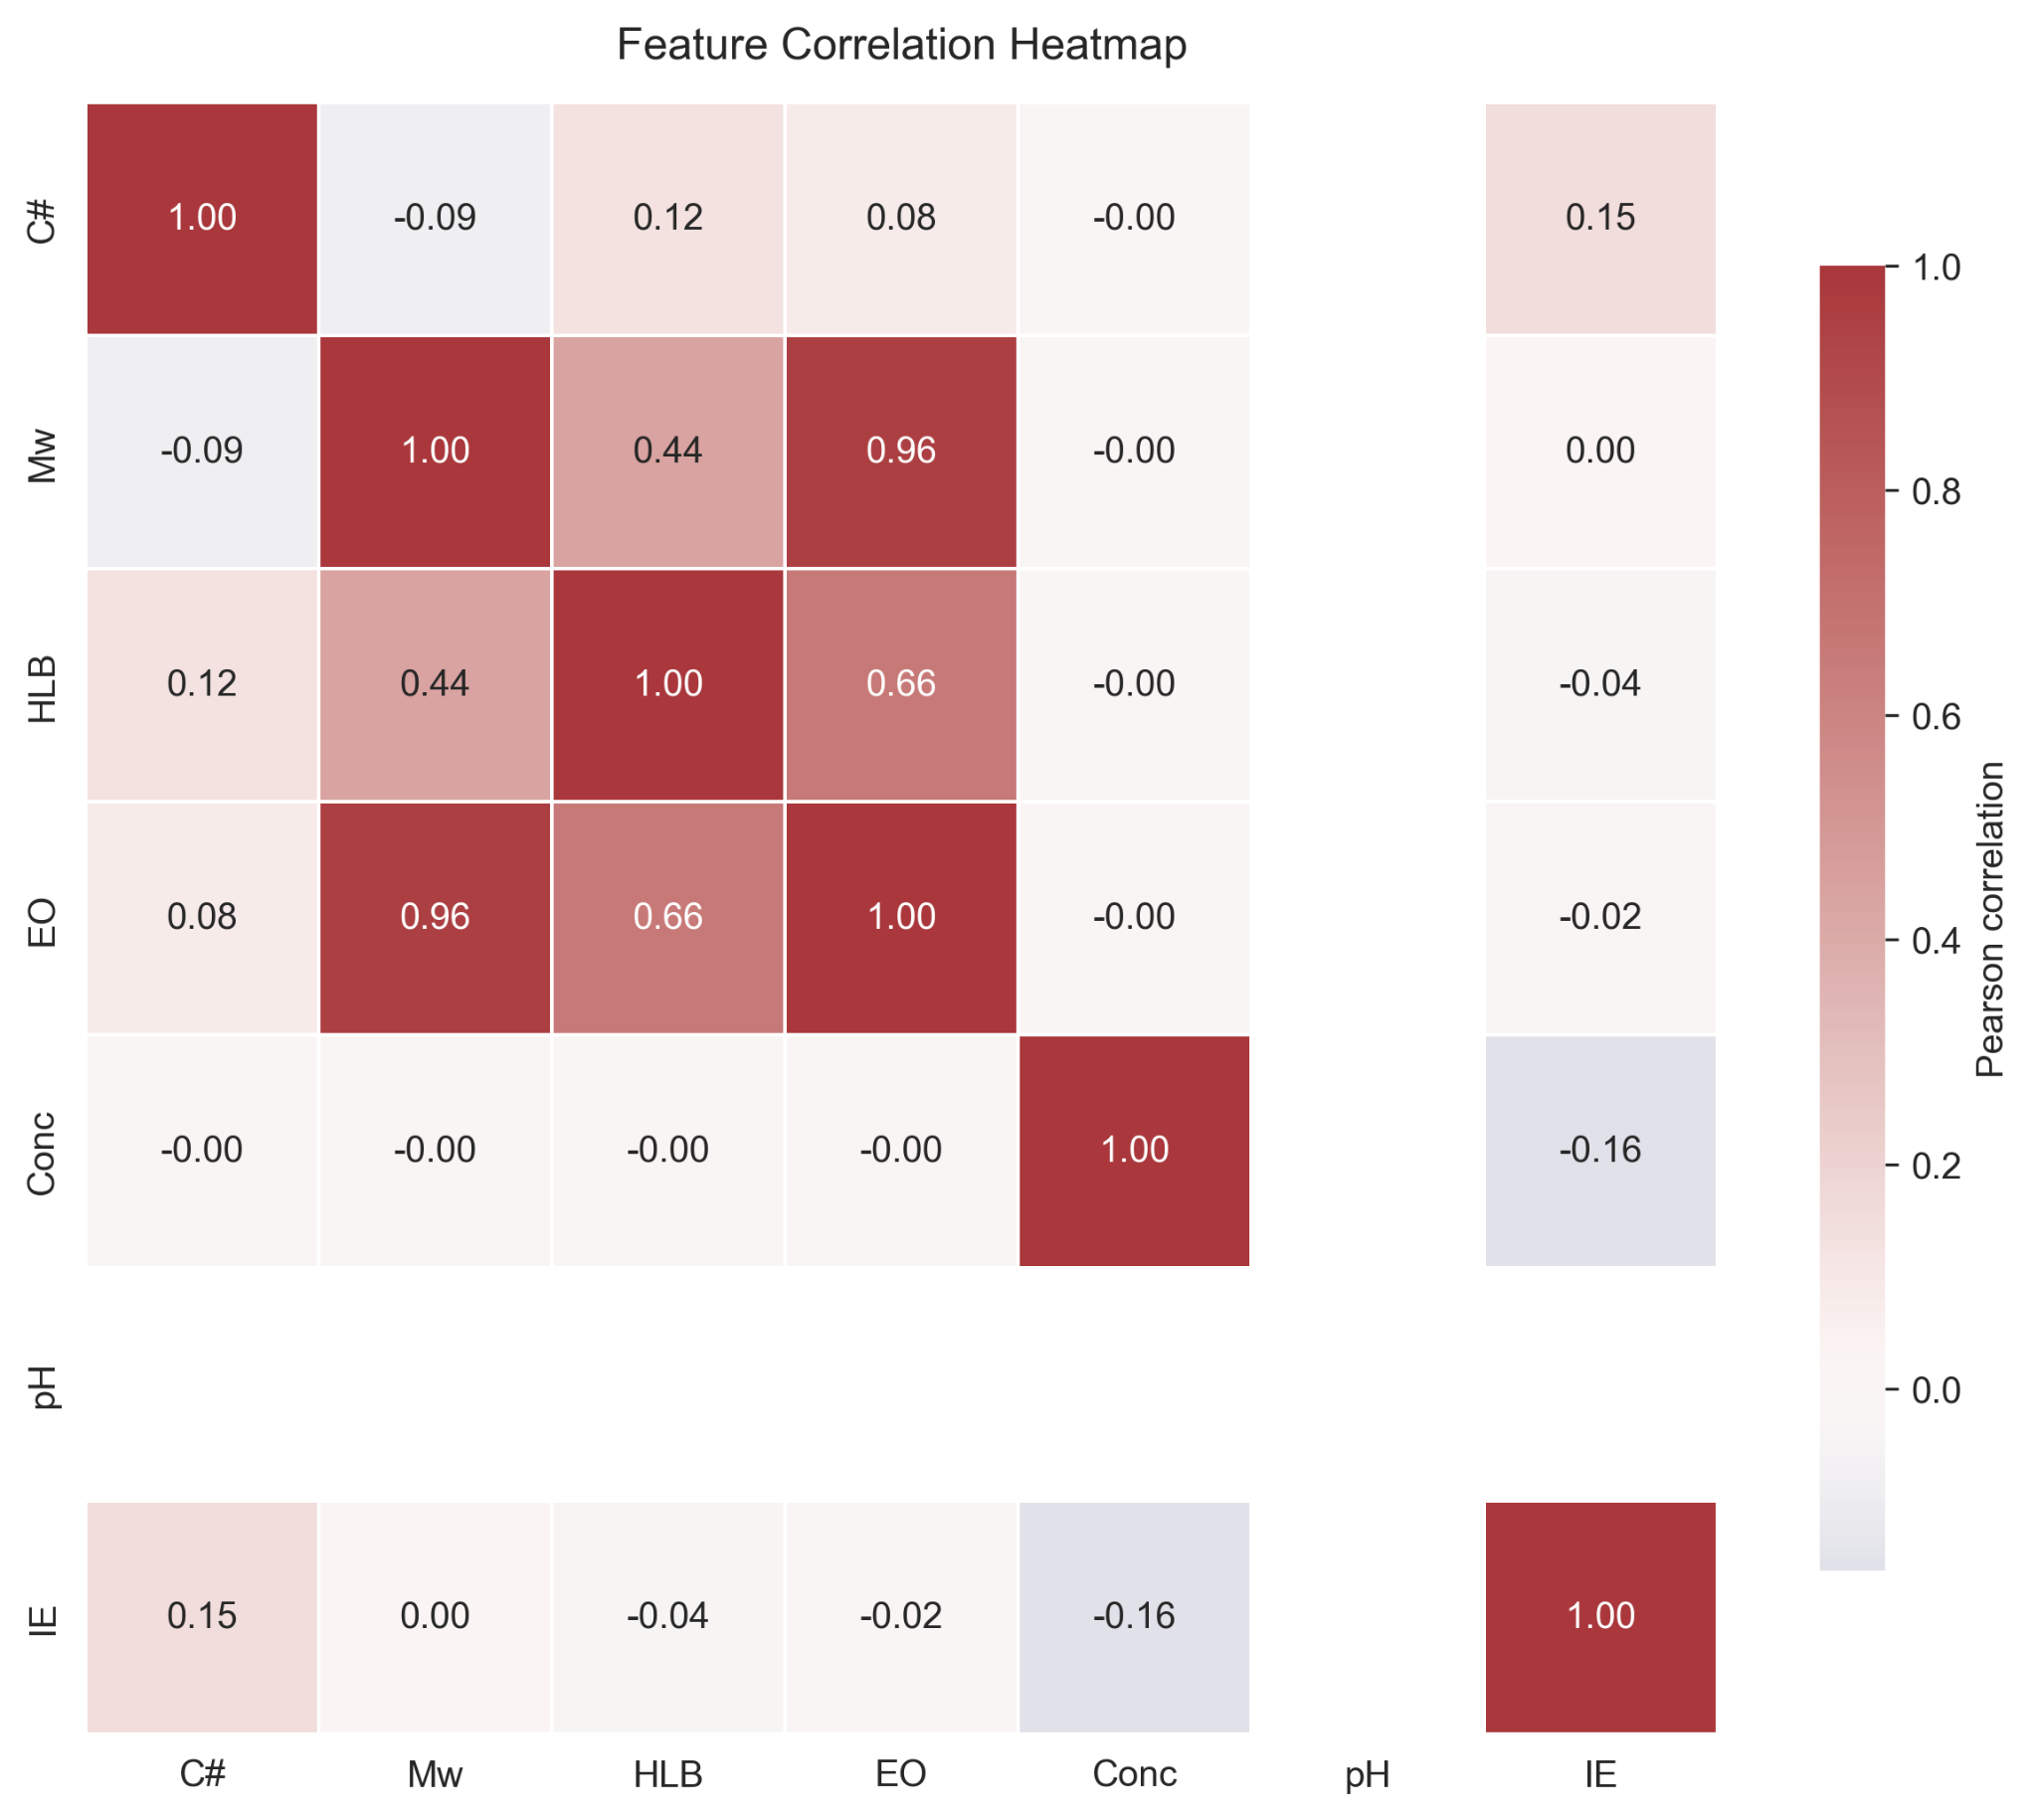 Feature Correlation Heatmap
C# 1.00 -0.09 0.12 0.08 -0.00 0.15
Mw -0.09 1.00 0.44 0.96 -0.00 0.00
HLB 0.12 0.44 1.00 0.66 -0.00 -0.04
EO 0.08 0.96 0.66 1.00 -0.00 -0.02
Conc -0.00 -0.00 -0.00 -0.00 1.00 -0.16
pH
IE 0.15 0.00 -0.04 -0.02 -0.16 1.00
C# Mw HLB EO Conc pH IE
1.0
0.8
0.6
0.4
0.2
0.0
Pearson correlation